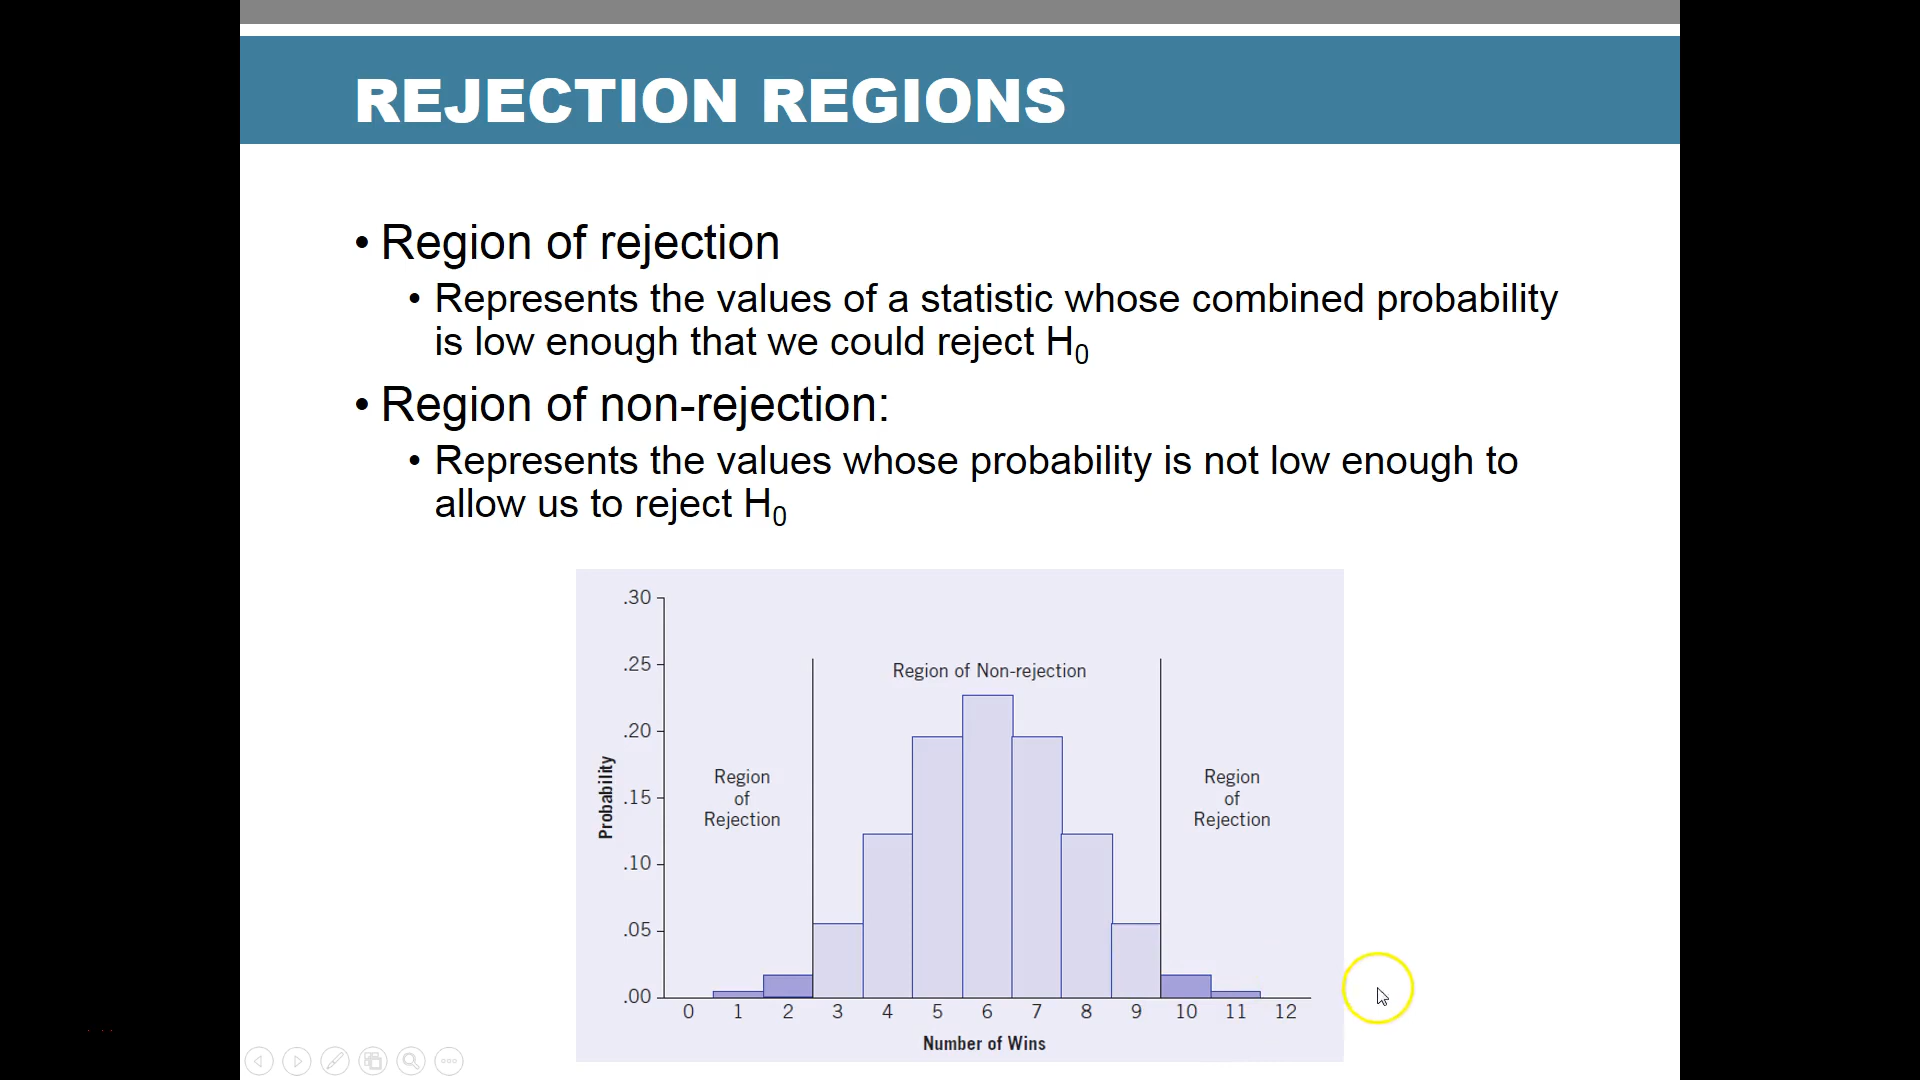 REJECTION REGIONS
• Region of rejection
• Represents the values of a statistic whose combined probability
is low enough that we could reject H₀
• Region of non-rejection:
• Represents the values whose probability is not low enough to
allow us to reject H₀
.30
.25
.20
.15
.10
.05
.00
Probability
Region of Non-rejection
Region
of
Rejection
Region
of
Rejection
0 1 2 3 4 5 6 7 8 9 10 11 12
Number of Wins